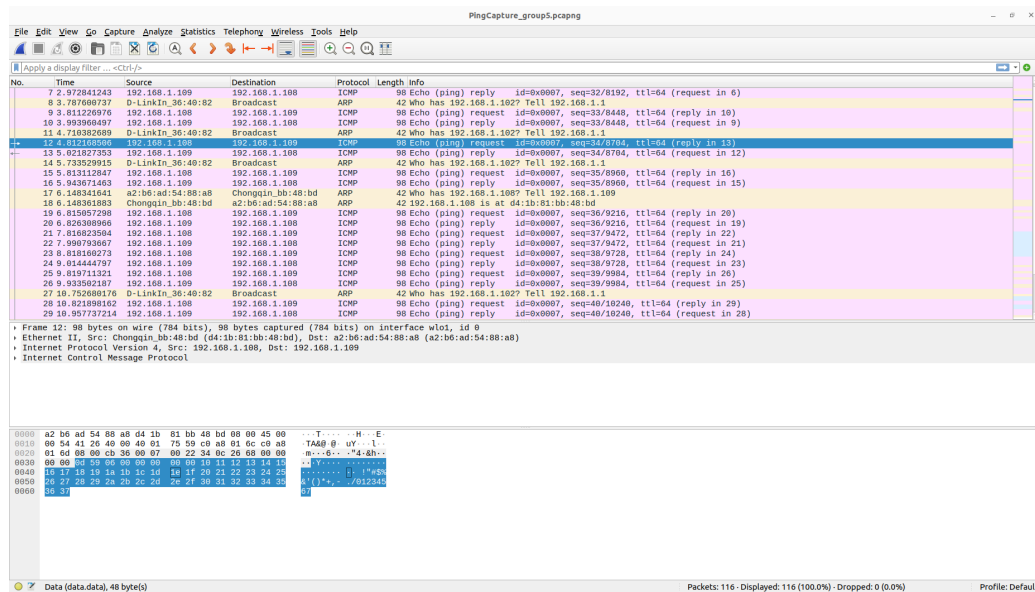 PingCapture_group5.pcapng
File Edit View Go Capture Analyze Statistics Telephony Wireless Tools Help
Apply a display filter ... <Ctrl-/>
No. Time Source Destination Protocol Length Info
7 2.972841243 192.168.1.109 192.168.1.108 ICMP 98 Echo (ping) reply id=0x0007, seq=32/8192, ttl=64 (request in 6)
8 3.787600737 D-LinkIn_36:40:82 Broadcast ARP 42 Who has 192.168.1.102? Tell 192.168.1.1
9 3.811226976 192.168.1.108 192.168.1.109 ICMP 98 Echo (ping) request id=0x0007, seq=33/8448, ttl=64 (reply in 10)
10 3.993960497 192.168.1.109 192.168.1.108 ICMP 98 Echo (ping) reply id=0x0007, seq=33/8448, ttl=64 (request in 9)
11 4.710382689 D-LinkIn_36:40:82 Broadcast ARP 42 Who has 192.168.1.102? Tell 192.168.1.1
12 4.812168506 192.168.1.108 192.168.1.109 ICMP 98 Echo (ping) request id=0x0007, seq=34/8704, ttl=64 (reply in 13)
13 5.021827353 192.168.1.109 192.168.1.108 ICMP 98 Echo (ping) reply id=0x0007, seq=34/8704, ttl=64 (request in 12)
14 5.733529915 D-LinkIn_36:40:82 Broadcast ARP 42 Who has 192.168.1.102? Tell 192.168.1.1
15 5.813112847 192.168.1.108 192.168.1.109 ICMP 98 Echo (ping) request id=0x0007, seq=35/8960, ttl=64 (reply in 16)
16 5.943671463 192.168.1.109 192.168.1.108 ICMP 98 Echo (ping) reply id=0x0007, seq=35/8960, ttl=64 (request in 15)
17 6.148341641 a2:b6:ad:54:88:a8 Chongqin_bb:48:bd ARP 42 Who has 192.168.1.108? Tell 192.168.1.109
18 6.148361883 Chongqin_bb:48:bd a2:b6:ad:54:88:a8 ARP 42 192.168.1.108 is at d4:1b:81:bb:48:bd
19 6.815057298 192.168.1.108 192.168.1.109 ICMP 98 Echo (ping) request id=0x0007, seq=36/9216, ttl=64 (reply in 20)
20 6.826308966 192.168.1.109 192.168.1.108 ICMP 98 Echo (ping) reply id=0x0007, seq=36/9216, ttl=64 (request in 19)
21 7.816823504 192.168.1.108 192.168.1.109 ICMP 98 Echo (ping) request id=0x0007, seq=37/9472, ttl=64 (reply in 22)
22 7.990793667 192.168.1.109 192.168.1.108 ICMP 98 Echo (ping) reply id=0x0007, seq=37/9472, ttl=64 (request in 21)
23 8.818160273 192.168.1.108 192.168.1.109 ICMP 98 Echo (ping) request id=0x0007, seq=38/9728, ttl=64 (reply in 24)
24 9.014444797 192.168.1.109 192.168.1.108 ICMP 98 Echo (ping) reply id=0x0007, seq=38/9728, ttl=64 (request in 23)
25 9.819711321 192.168.1.108 192.168.1.109 ICMP 98 Echo (ping) request id=0x0007, seq=39/9984, ttl=64 (reply in 26)
26 9.933502187 192.168.1.109 192.168.1.108 ICMP 98 Echo (ping) reply id=0x0007, seq=39/9984, ttl=64 (request in 25)
27 10.752680176 D-LinkIn_36:40:82 Broadcast ARP 42 Who has 192.168.1.102? Tell 192.168.1.1
28 10.821898162 192.168.1.108 192.168.1.109 ICMP 98 Echo (ping) request id=0x0007, seq=40/10240, ttl=64 (reply in 29)
29 10.957737214 192.168.1.109 192.168.1.108 ICMP 98 Echo (ping) reply id=0x0007, seq=40/10240, ttl=64 (request in 28)
Frame 12: 98 bytes on wire (784 bits), 98 bytes captured (784 bits) on interface wlo1, id 0
Ethernet II, Src: Chongqin_bb:48:bd (d4:1b:81:bb:48:bd), Dst: a2:b6:ad:54:88:a8 (a2:b6:ad:54:88:a8)
Internet Protocol Version 4, Src: 192.168.1.108, Dst: 192.168.1.109
Internet Control Message Protocol
0000 a2 b6 ad 54 88 a8 d4 1b 81 bb 48 bd 08 00 45 00 ···T···· ··H···E·
0010 00 54 41 26 40 00 40 01 75 59 c0 a8 01 6c c0 a8 ·TA&@·@· uY···l··
0020 01 6d 08 00 cb 36 00 07 00 22 34 0c 26 68 00 00 ·m···6·· ·"4·&h··
0030 00 00 0d 59 06 00 00 00 00 00 10 11 12 13 14 15 ···Y···· ········
0040 16 17 18 19 1a 1b 1c 1d 1e 1f 20 21 22 23 24 25 ········ ·· !"#$%
0050 26 27 28 29 2a 2b 2c 2d 2e 2f 30 31 32 33 34 35 &'()*+,- ./012345
0060 36 37 67
Data (data.data), 48 byte(s) Packets: 116 · Displayed: 116 (100.0%) · Dropped: 0 (0.0%) Profile: Defaul